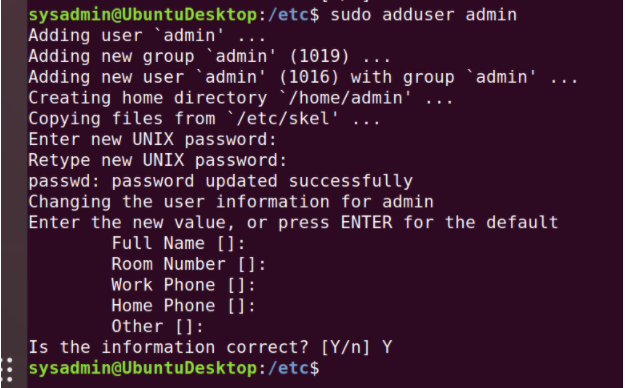 sysadmin@UbuntuDesktop:/etc$ sudo adduser admin
Adding user `admin' ...
Adding new group `admin' (1019) ...
Adding new user `admin' (1016) with group `admin' ...
Creating home directory `/home/admin' ...
Copying files from `/etc/skel' ...
Enter new UNIX password:
Retype new UNIX password:
passwd: password updated successfully
Changing the user information for admin
Enter the new value, or press ENTER for the default
        Full Name []:
        Room Number []:
        Work Phone []:
        Home Phone []:
        Other []:
Is the information correct? [Y/n] Y
sysadmin@UbuntuDesktop:/etc$